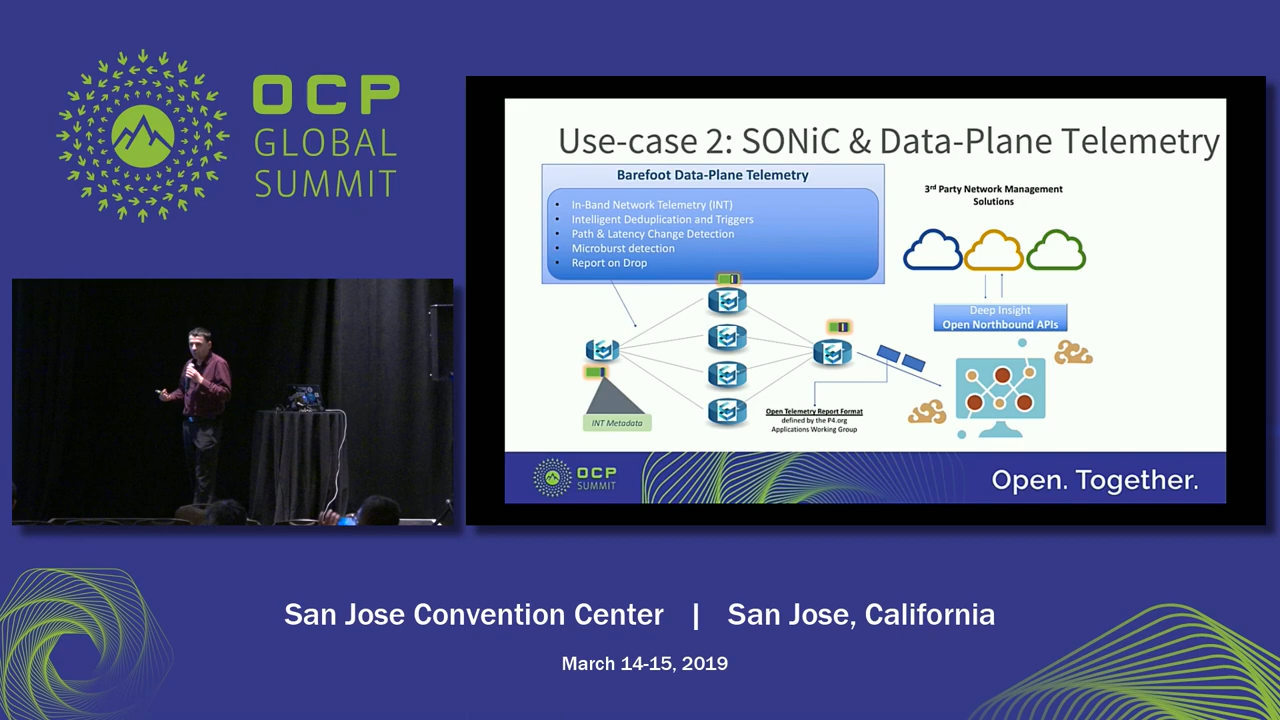 OCP
GLOBAL
SUMMIT
Use-case 2: SONiC & Data-Plane Telemetry
Barefoot Data-Plane Telemetry
• In-Band Network Telemetry (INT)
• Intelligent Deduplication and Triggers
• Path & Latency Change Detection
• Microburst detection
• Report on Drop
3rd Party Network Management
Solutions
Deep Insight
Open Northbound APIs
INT Metadata
Open Telemetry Report Format
defined by the P4.org
Applications Working Group
OCP
SUMMIT
Open. Together.
San Jose Convention Center | San Jose, California
March 14-15, 2019